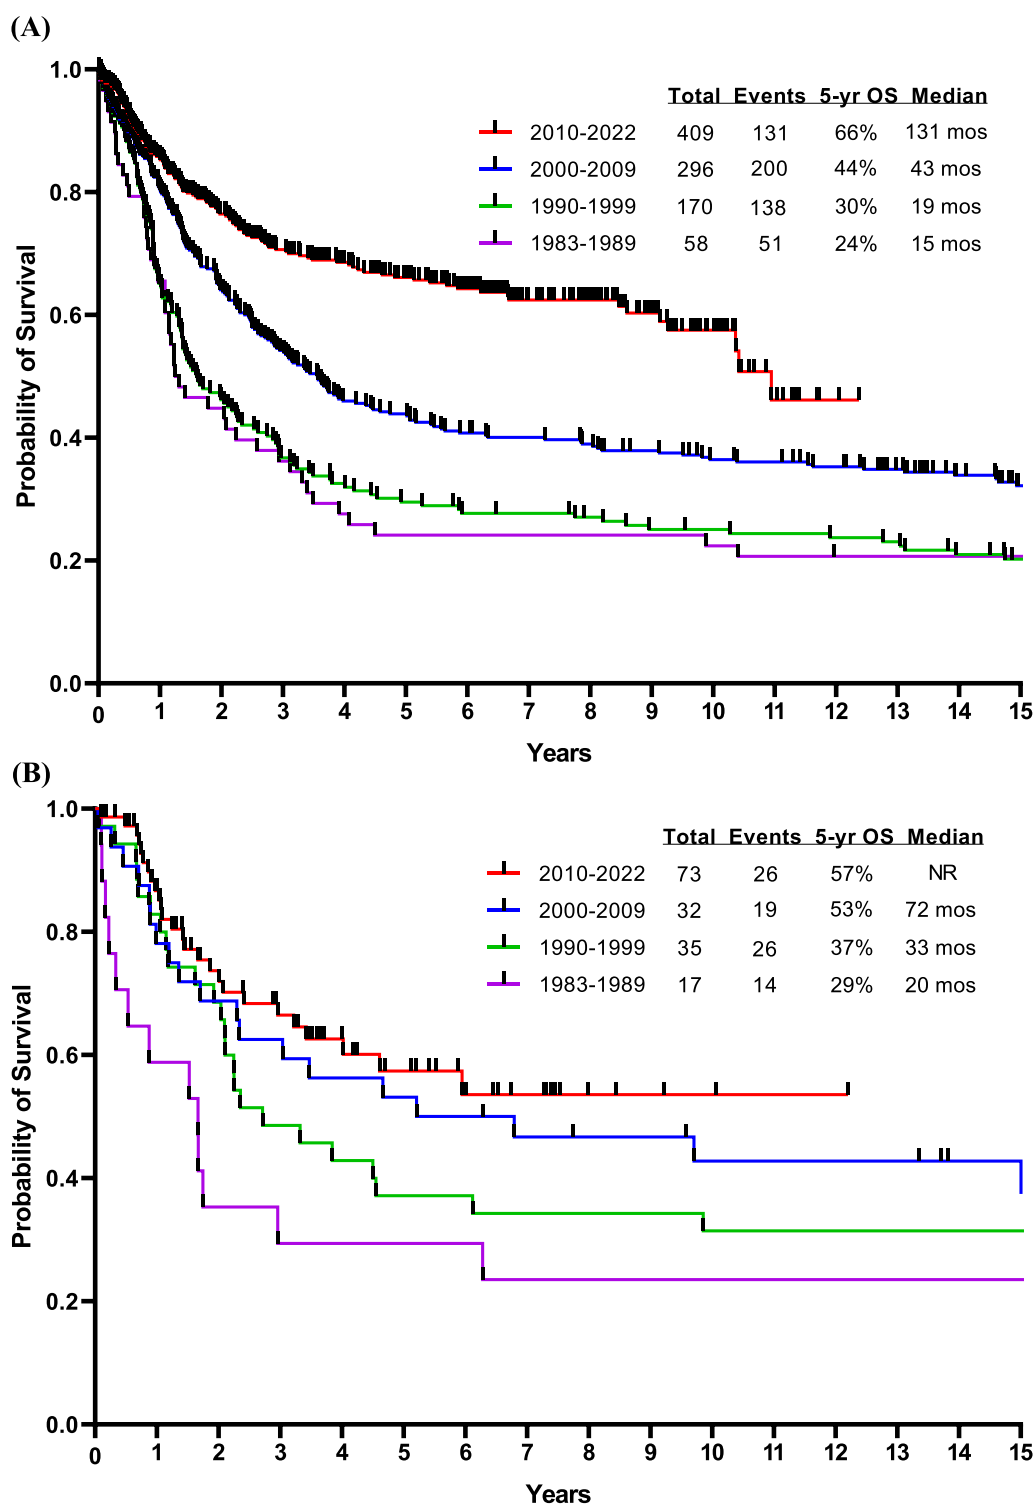 (A)
Total Events 5-yr OS Median
2010-2022 409 131 66% 131 mos
2000-2009 296 200 44% 43 mos
1990-1999 170 138 30% 19 mos
1983-1989 58 51 24% 15 mos
1.0
0.8
0.6
0.4
0.2
0.0
Probability of Survival
0 1 2 3 4 5 6 7 8 9 10 11 12 13 14 15
Years
(B)
Total Events 5-yr OS Median
2010-2022 73 26 57% NR
2000-2009 32 19 53% 72 mos
1990-1999 35 26 37% 33 mos
1983-1989 17 14 29% 20 mos
1.0
0.8
0.6
0.4
0.2
0.0
Probability of Survival
0 1 2 3 4 5 6 7 8 9 10 11 12 13 14 15
Years